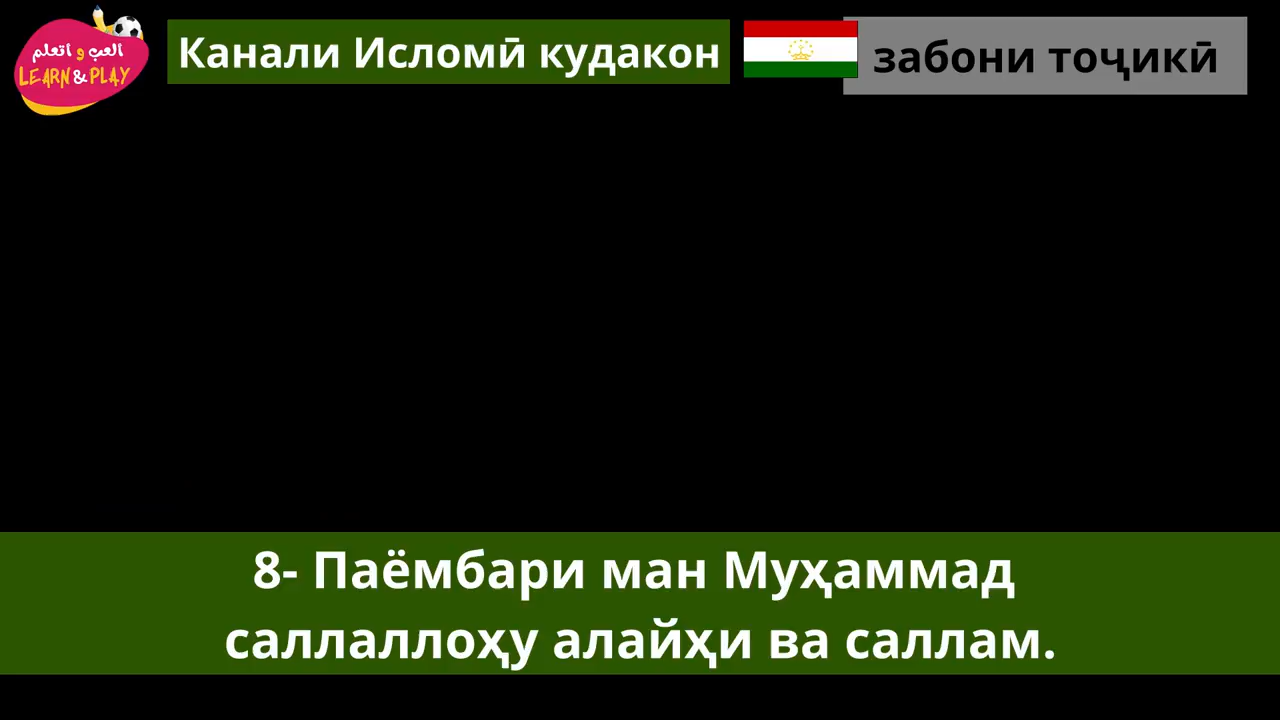 العب و اتعلم
LEARN & PLAY
Канали Исломӣ кудакон
забони тоҷикӣ
8- Паёмбари ман Муҳаммад
саллаллоҳу алайҳи ва саллам.